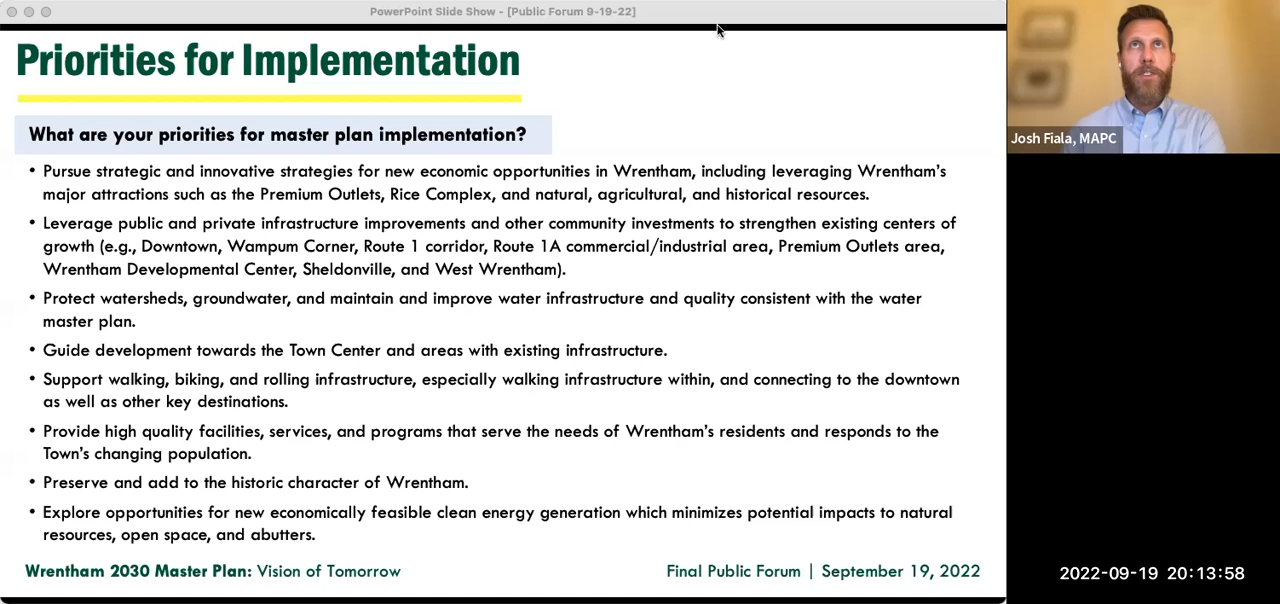 PowerPoint Slide Show - [Public Forum 9-19-22]
Priorities for Implementation
What are your priorities for master plan implementation?
• Pursue strategic and innovative strategies for new economic opportunities in Wrentham, including leveraging Wrentham's
major attractions such as the Premium Outlets, Rice Complex, and natural, agricultural, and historical resources.
• Leverage public and private infrastructure improvements and other community investments to strengthen existing centers of
growth (e.g., Downtown, Wampum Corner, Route 1 corridor, Route 1A commercial/industrial area, Premium Outlets area,
Wrentham Developmental Center, Sheldonville, and West Wrentham).
• Protect watersheds, groundwater, and maintain and improve water infrastructure and quality consistent with the water
master plan.
• Guide development towards the Town Center and areas with existing infrastructure.
• Support walking, biking, and rolling infrastructure, especially walking infrastructure within, and connecting to the downtown
as well as other key destinations.
• Provide high quality facilities, services, and programs that serve the needs of Wrentham's residents and responds to the
Town's changing population.
• Preserve and add to the historic character of Wrentham.
• Explore opportunities for new economically feasible clean energy generation which minimizes potential impacts to natural
resources, open space, and abutters.
Wrentham 2030 Master Plan: Vision of Tomorrow
Final Public Forum | September 19, 2022
Josh Fiala, MAPC
2022-09-19 20:13:58